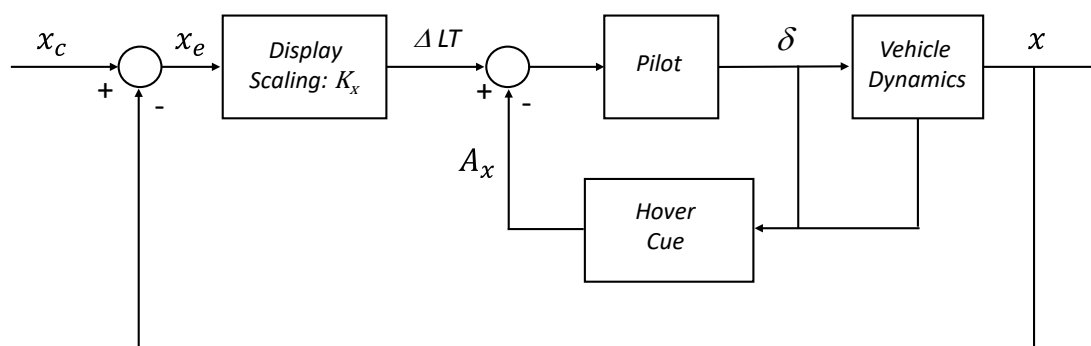 x_c
x_e
Display
Scaling: K_x
Δ LT
Pilot
δ
Vehicle
Dynamics
x
+
-
+
-
A_x
Hover
Cue